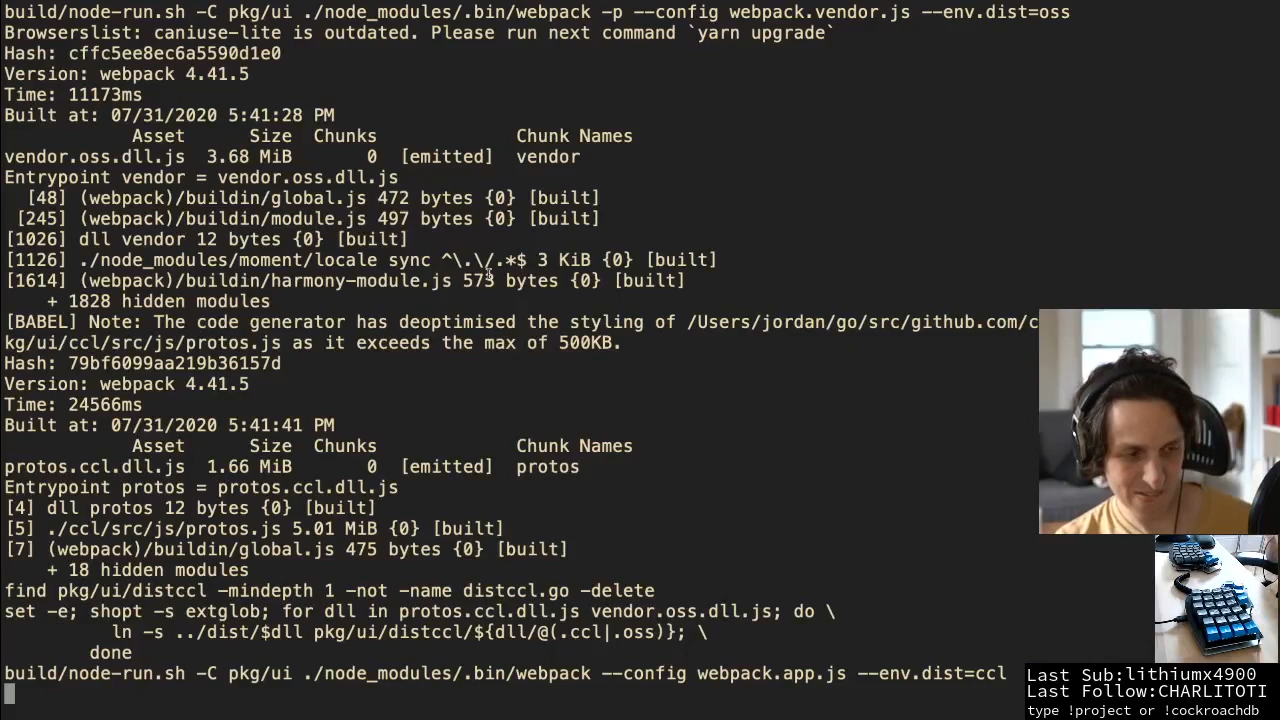 build/node-run.sh -C pkg/ui ./node_modules/.bin/webpack -p --config webpack.vendor.js --env.dist=oss
Browserslist: caniuse-lite is outdated. Please run next command `yarn upgrade`
Hash: cffc5ee8ec6a5590d1e0
Version: webpack 4.41.5
Time: 11173ms
Built at: 07/31/2020 5:41:28 PM
Asset Size Chunks Chunk Names
vendor.oss.dll.js 3.68 MiB 0 [emitted] vendor
Entrypoint vendor = vendor.oss.dll.js
[48] (webpack)/buildin/global.js 472 bytes {0} [built]
[245] (webpack)/buildin/module.js 497 bytes {0} [built]
[1026] dll vendor 12 bytes {0} [built]
[1126] ./node_modules/moment/locale sync ^\.\/.*$ 3 KiB {0} [built]
[1614] (webpack)/buildin/harmony-module.js 573 bytes {0} [built]
+ 1828 hidden modules
[BABEL] Note: The code generator has deoptimised the styling of /Users/jordan/go/src/github.com/c
kg/ui/ccl/src/js/protos.js as it exceeds the max of 500KB.
Hash: 79bf6099aa219b36157d
Version: webpack 4.41.5
Time: 24566ms
Built at: 07/31/2020 5:41:41 PM
Asset Size Chunks Chunk Names
protos.ccl.dll.js 1.66 MiB 0 [emitted] protos
Entrypoint protos = protos.ccl.dll.js
[4] dll protos 12 bytes {0} [built]
[5] ./ccl/src/js/protos.js 5.01 MiB {0} [built]
[7] (webpack)/buildin/global.js 475 bytes {0} [built]
+ 18 hidden modules
find pkg/ui/distccl -mindepth 1 -not -name distccl.go -delete
set -e; shopt -s extglob; for dll in protos.ccl.dll.js vendor.oss.dll.js; do \
ln -s ../dist/$dll pkg/ui/distccl/${dll/@(.ccl|.oss)}; \
done
build/node-run.sh -C pkg/ui ./node_modules/.bin/webpack --config webpack.app.js --env.dist=ccl
Last Sub:lithiumx4900
Last Follow:CHARLITOTI
type !project or !cockroachdb